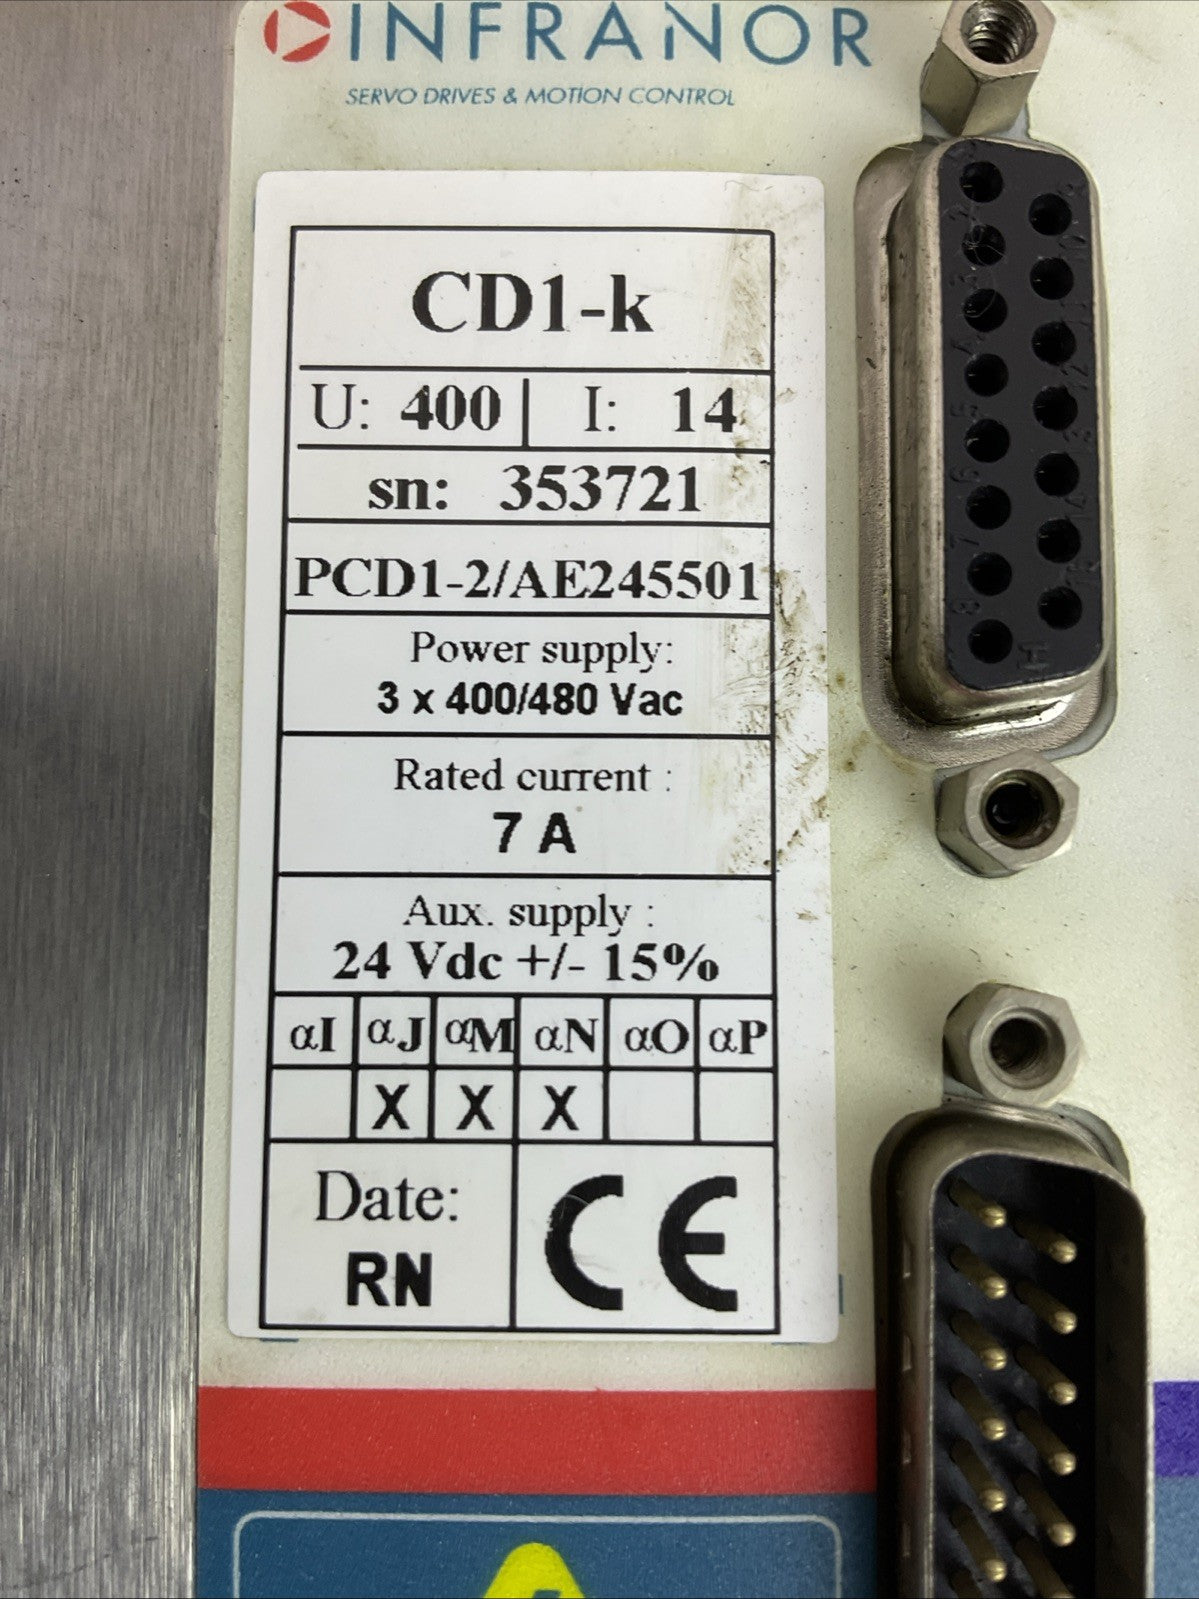 INFRANOR
SERVO DRIVES & MOTION CONTROL
CD1-k
U: 400 I: 14
sn: 353721
PCD1-2/AE245501
Power supply:
3 x 400/480 Vac
Rated current :
7 A
Aux. supply :
24 Vdc +/- 15%
αI αJ αM αN αO αP
X X X
Date:
RN
CE